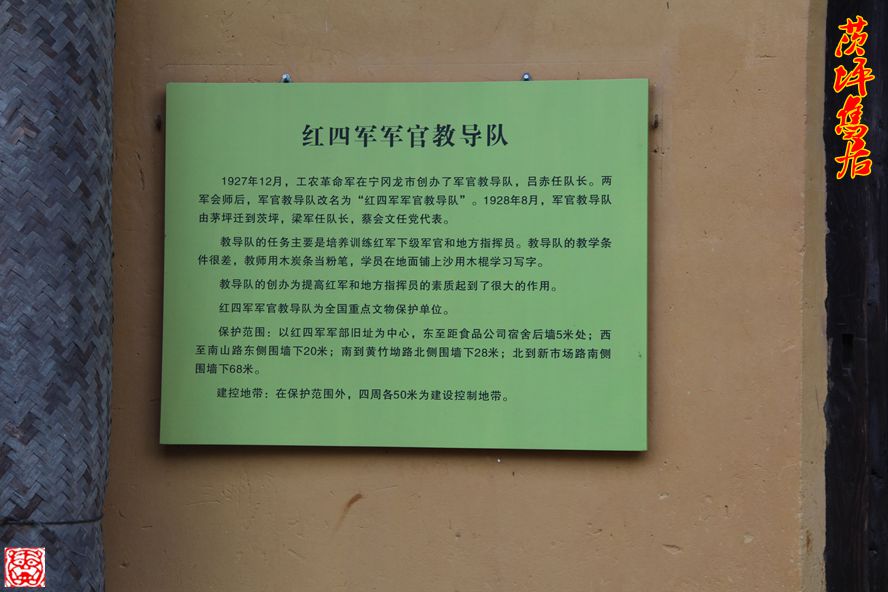 红四军军官教导队
1927年12月，工农革命军在宁冈龙市创办了军官教导队，吕赤任队长。两
军会师后，军官教导队改名为“红四军军官教导队”。1928年8月，军官教导队
由茅坪迁到茨坪，梁军任队长，蔡会文任党代表。
教导队的任务主要是培养训练红军下级军官和地方指挥员。教导队的教学条
件很差，教师用木炭条当粉笔，学员在地面铺上沙用木棍学习写字。
教导队的创办为提高红军和地方指挥员的素质起到了很大的作用。
红四军军官教导队为全国重点文物保护单位。
保护范围：以红四军军部旧址为中心，东至距食品公司宿舍后墙5米处；西
至南山路东侧围墙下20米；南到黄竹坳路北侧围墙下28米；北到新市场路南侧
围墙下68米。
建控地带：在保护范围外，四周各50米为建设控制地带。
茨坪旧居